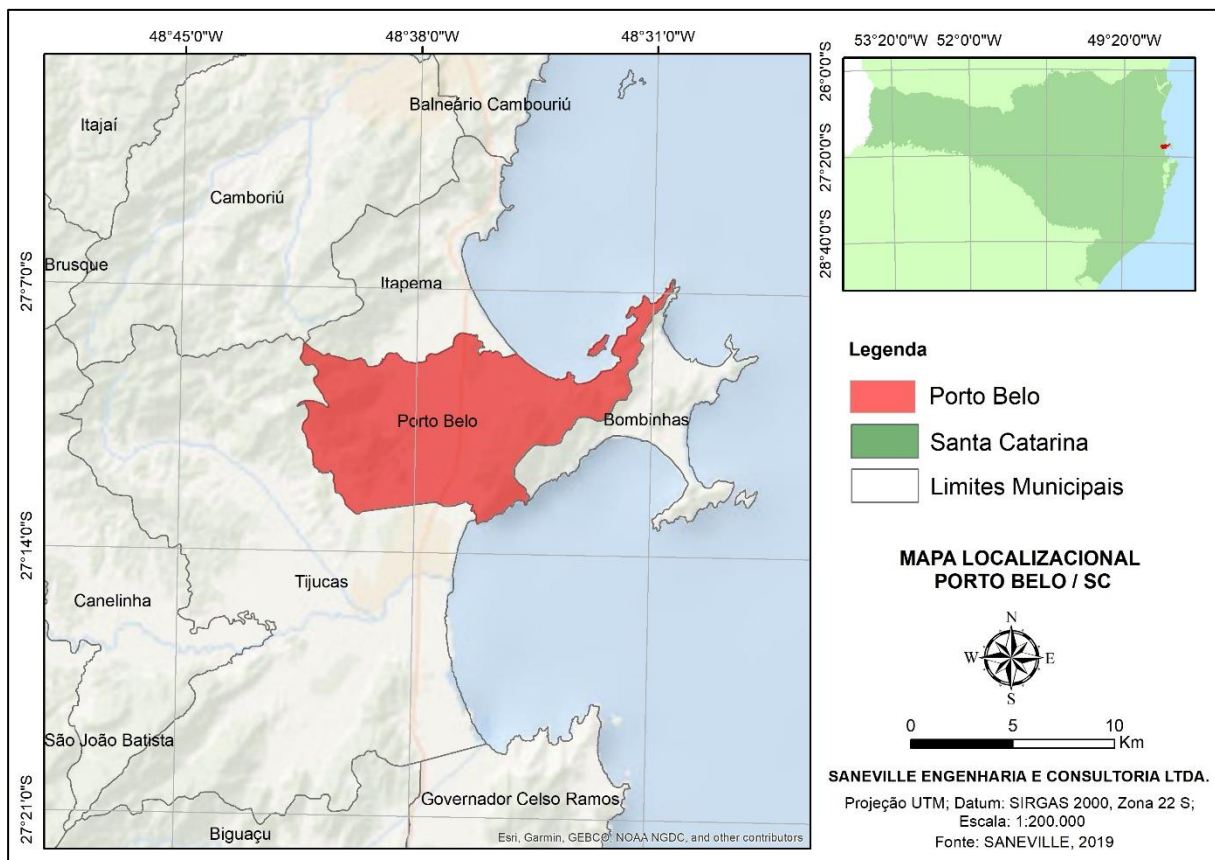 48°45'0"W
48°38'0"W
48°31'0"W
27°7'0"S
27°14'0"S
27°21'0"S
Balneário Cambouriú
Itajaí
Camboriú
Brusque
Itapema
Porto Belo
Bombinhas
Tijucas
Canelinha
São João Batista
Governador Celso Ramos
Biguaçu
Esri, Garmin, GEBCO, NOAA NGDC, and other contributors
53°20'0"W
52°0'0"W
49°20'0"W
26°0'0"S
27°20'0"S
28°40'0"S
Legenda
Porto Belo
Santa Catarina
Limites Municipais
MAPA LOCALIZACIONAL
PORTO BELO / SC
N
W
E
S
0 5 10
Km
SANEVILLE ENGENHARIA E CONSULTORIA LTDA.
Projeção UTM; Datum: SIRGAS 2000, Zona 22 S;
Escala: 1:200.000
Fonte: SANEVILLE, 2019